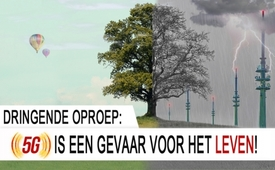 DRINGENDE OPROEP:
5G IS EEN GEVAAR VOOR HET LEVEN!